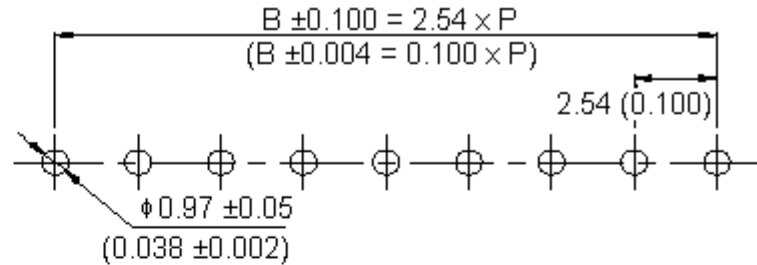 B ±0.100 = 2.54 x P
(B ±0.004 = 0.100 x P)
2.54 (0.100)
ϕ 0.97 ±0.05
(0.038 ±0.002)